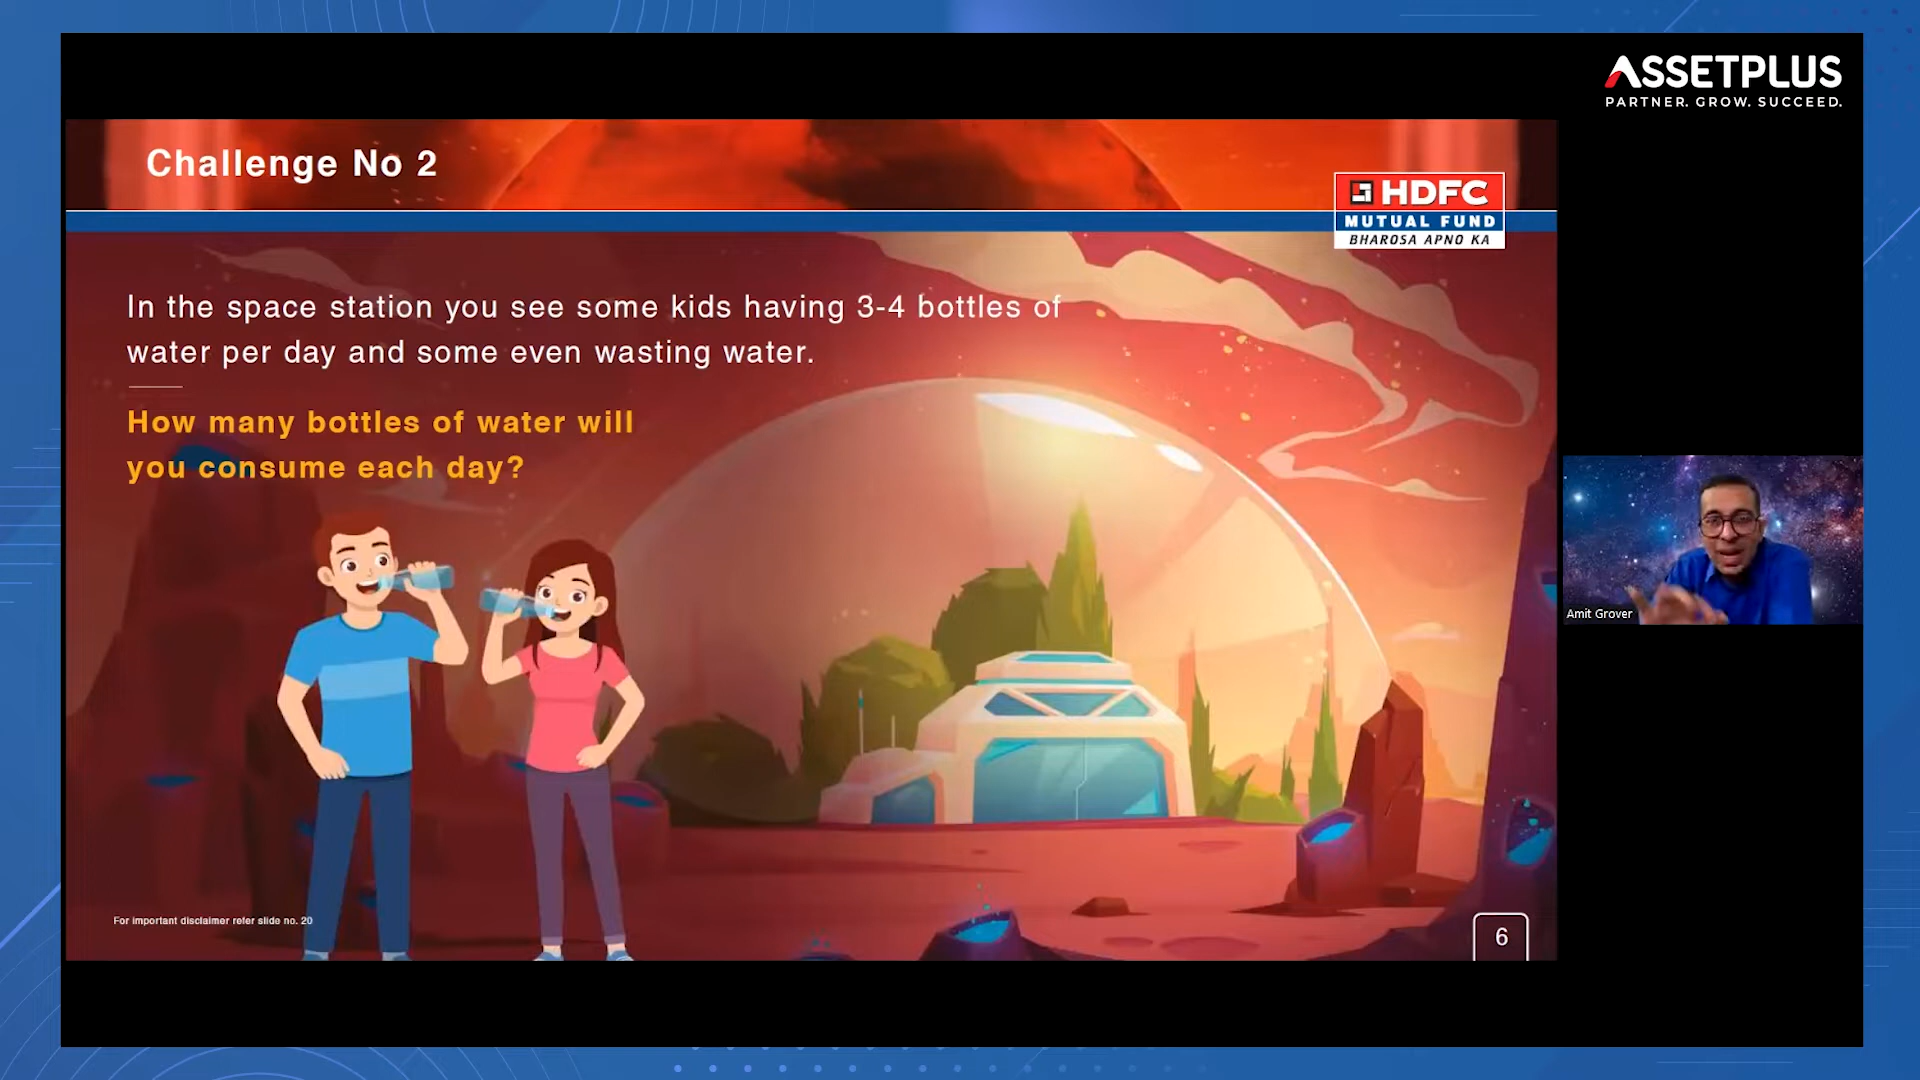 ASSETPLUS
PARTNER. GROW. SUCCEED.
Challenge No 2
HDFC
MUTUAL FUND
BHAROSA APNO KA
In the space station you see some kids having 3-4 bottles of
water per day and some even wasting water.
How many bottles of water will
you consume each day?
Amit Grover
For important disclaimer refer slide no. 20
6